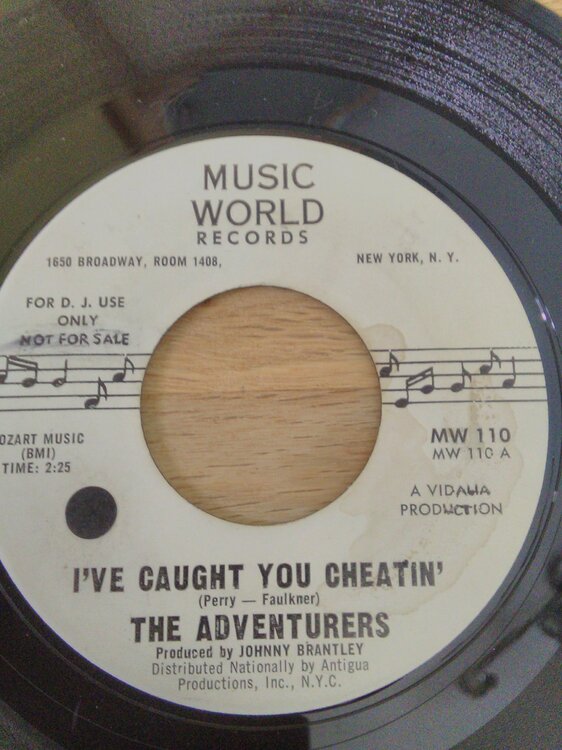 MUSIC
WORLD
RECORDS
1650 BROADWAY, ROOM 1408, NEW YORK, N. Y.
FOR D. J. USE
ONLY
NOT FOR SALE
OZART MUSIC
(BMI)
TIME: 2:25
MW 110
MW 110 A
A VIDALIA
PRODUCTION
I'VE CAUGHT YOU CHEATIN'
(Perry — Faulkner)
THE ADVENTURERS
Produced by JOHNNY BRANTLEY
Distributed Nationally by Antigua
Productions, Inc., N.Y.C.